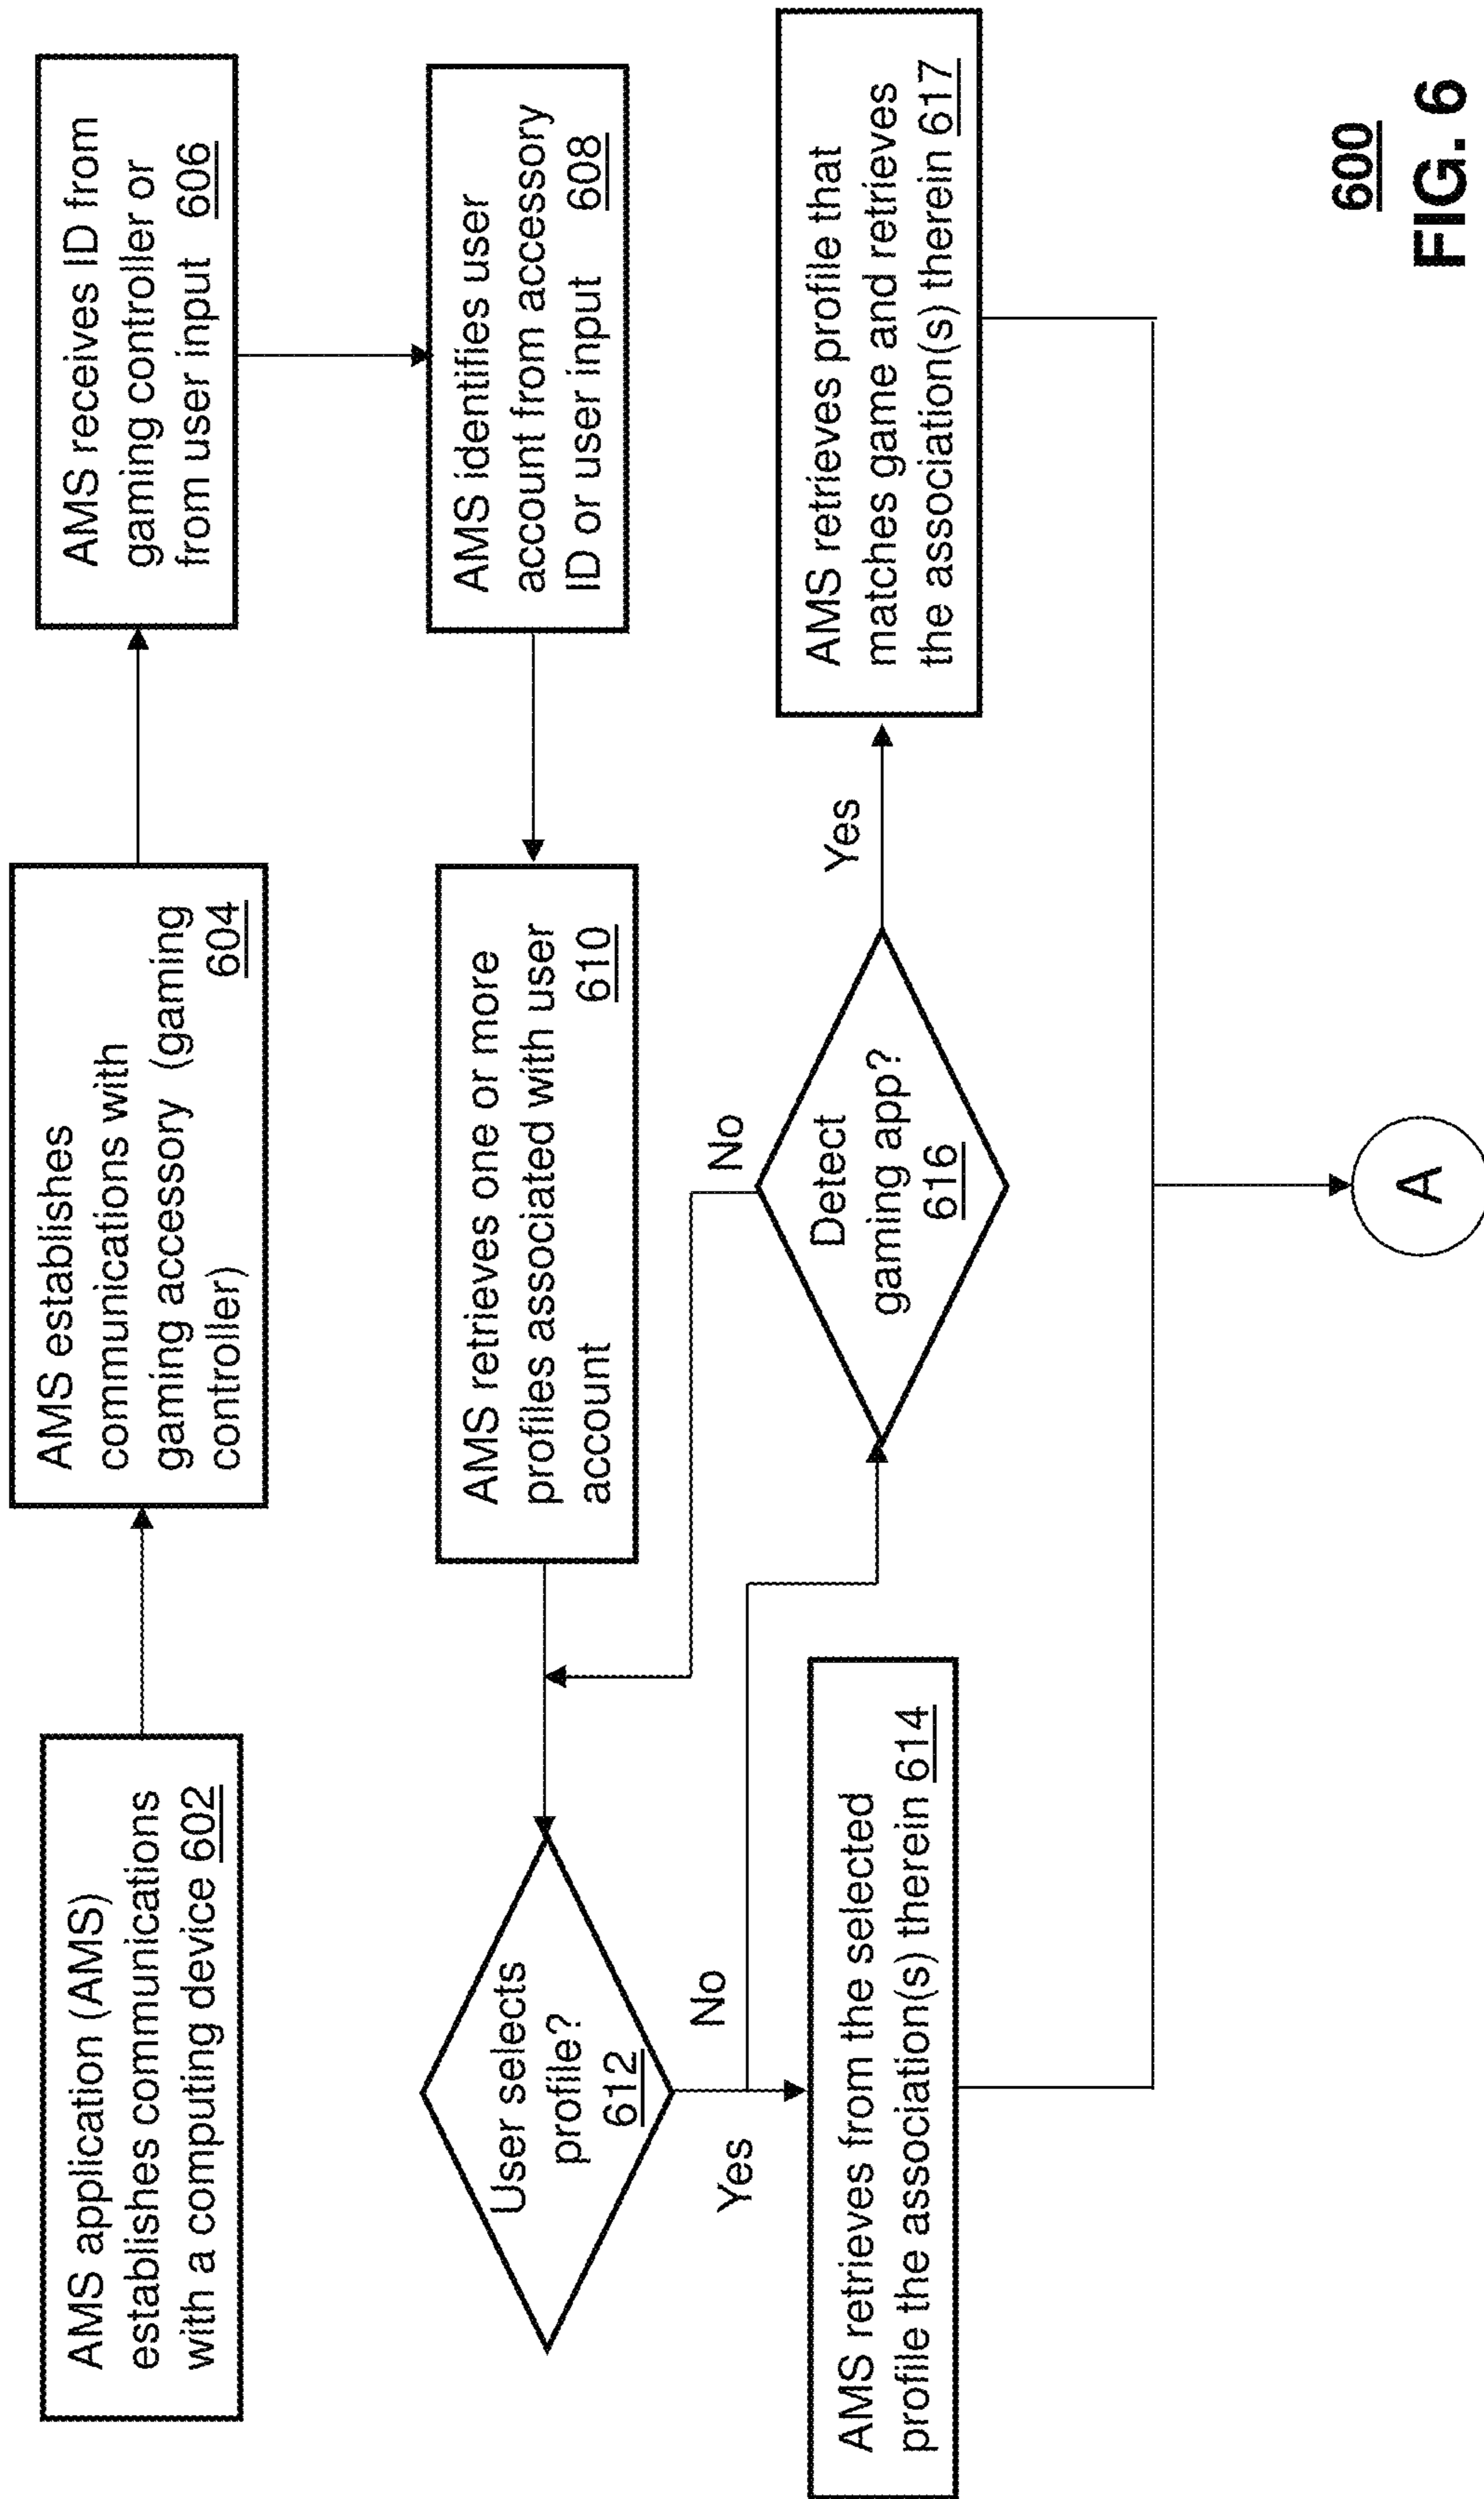 AMS application (AMS)
establishes communications
with a computing device 602
AMS establishes
communications with
gaming accessory (gaming
controller) 604
AMS receives ID from
gaming controller or
from user input 606
AMS identifies user
account from accessory
ID or user input 608
AMS retrieves one or more
profiles associated with user
account 610
User selects
profile?
612
Yes
No
AMS retrieves from the selected
profile the association(s) therein 614
Detect
gaming app?
616
No
Yes
AMS retrieves profile that
matches game and retrieves
the association(s) therein 617
A
600
FIG. 6